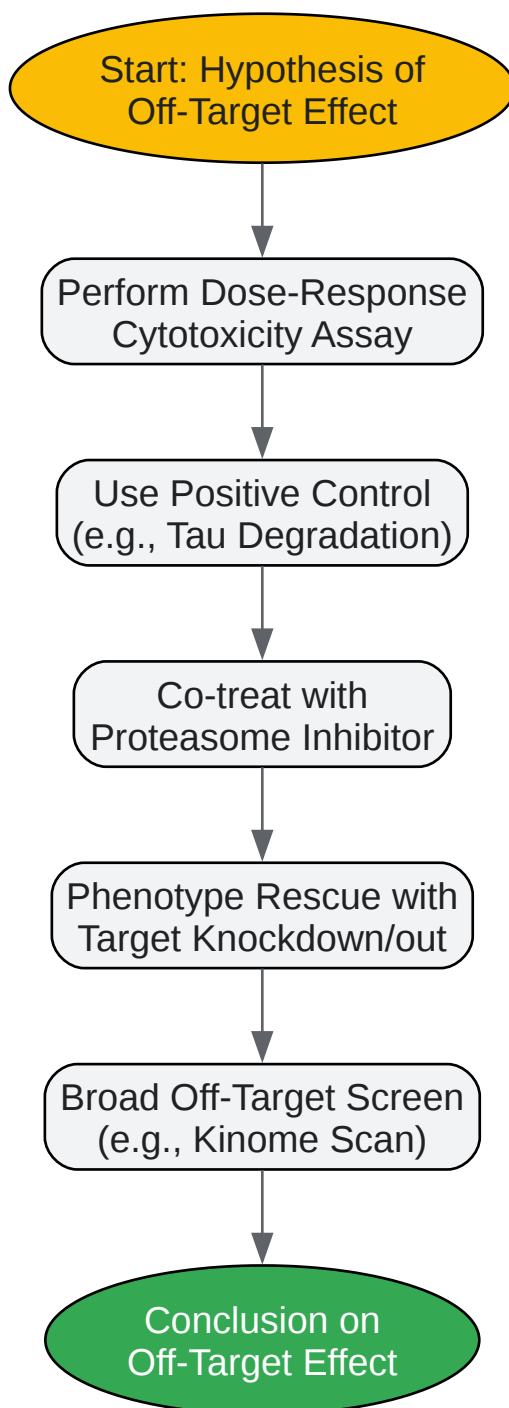 Start: Hypothesis of
Off-Target Effect
Perform Dose-Response
Cytotoxicity Assay
Use Positive Control
(e.g., Tau Degradation)
Co-treat with
Proteasome Inhibitor
Phenotype Rescue with
Target Knockdown/out
Broad Off-Target Screen
(e.g., Kinome Scan)
Conclusion on
Off-Target Effect